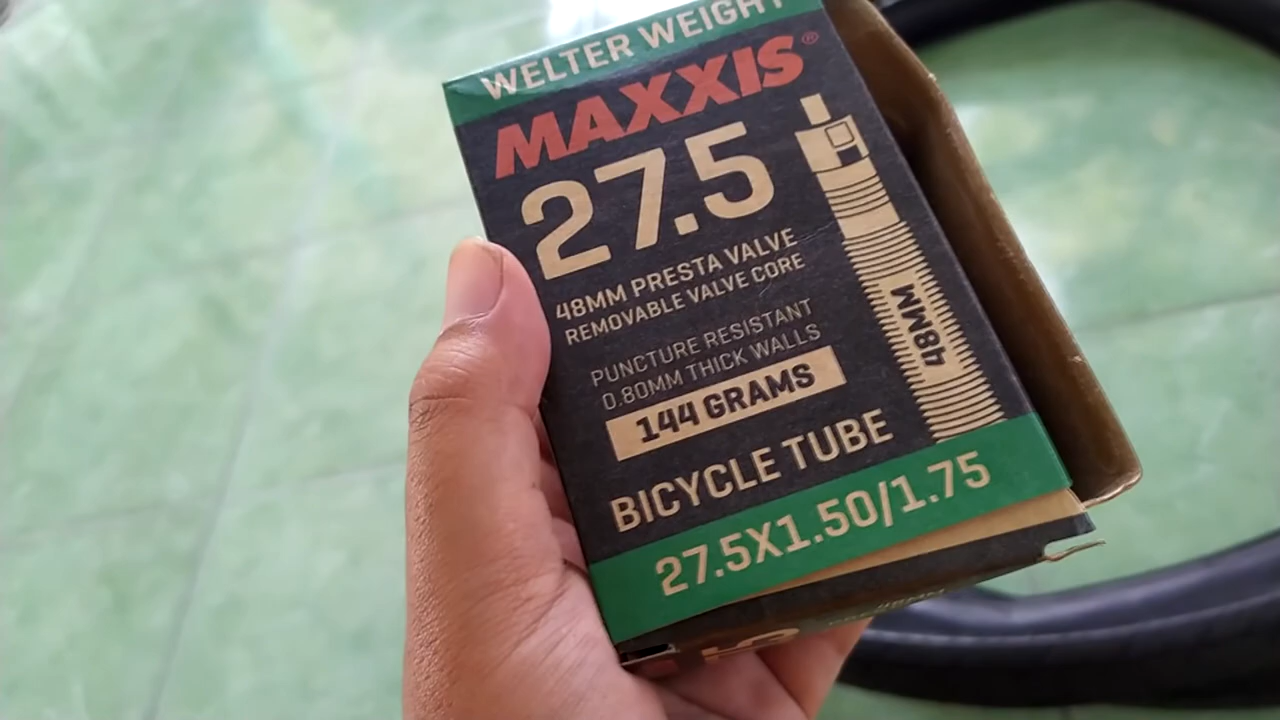 WELTER WEIGHT
MAXXIS®
27.5
48MM PRESTA VALVE
REMOVABLE VALVE CORE
48MM
PUNCTURE RESISTANT
0.80MM THICK WALLS
144 GRAMS
BICYCLE TUBE
27.5X1.50/1.75